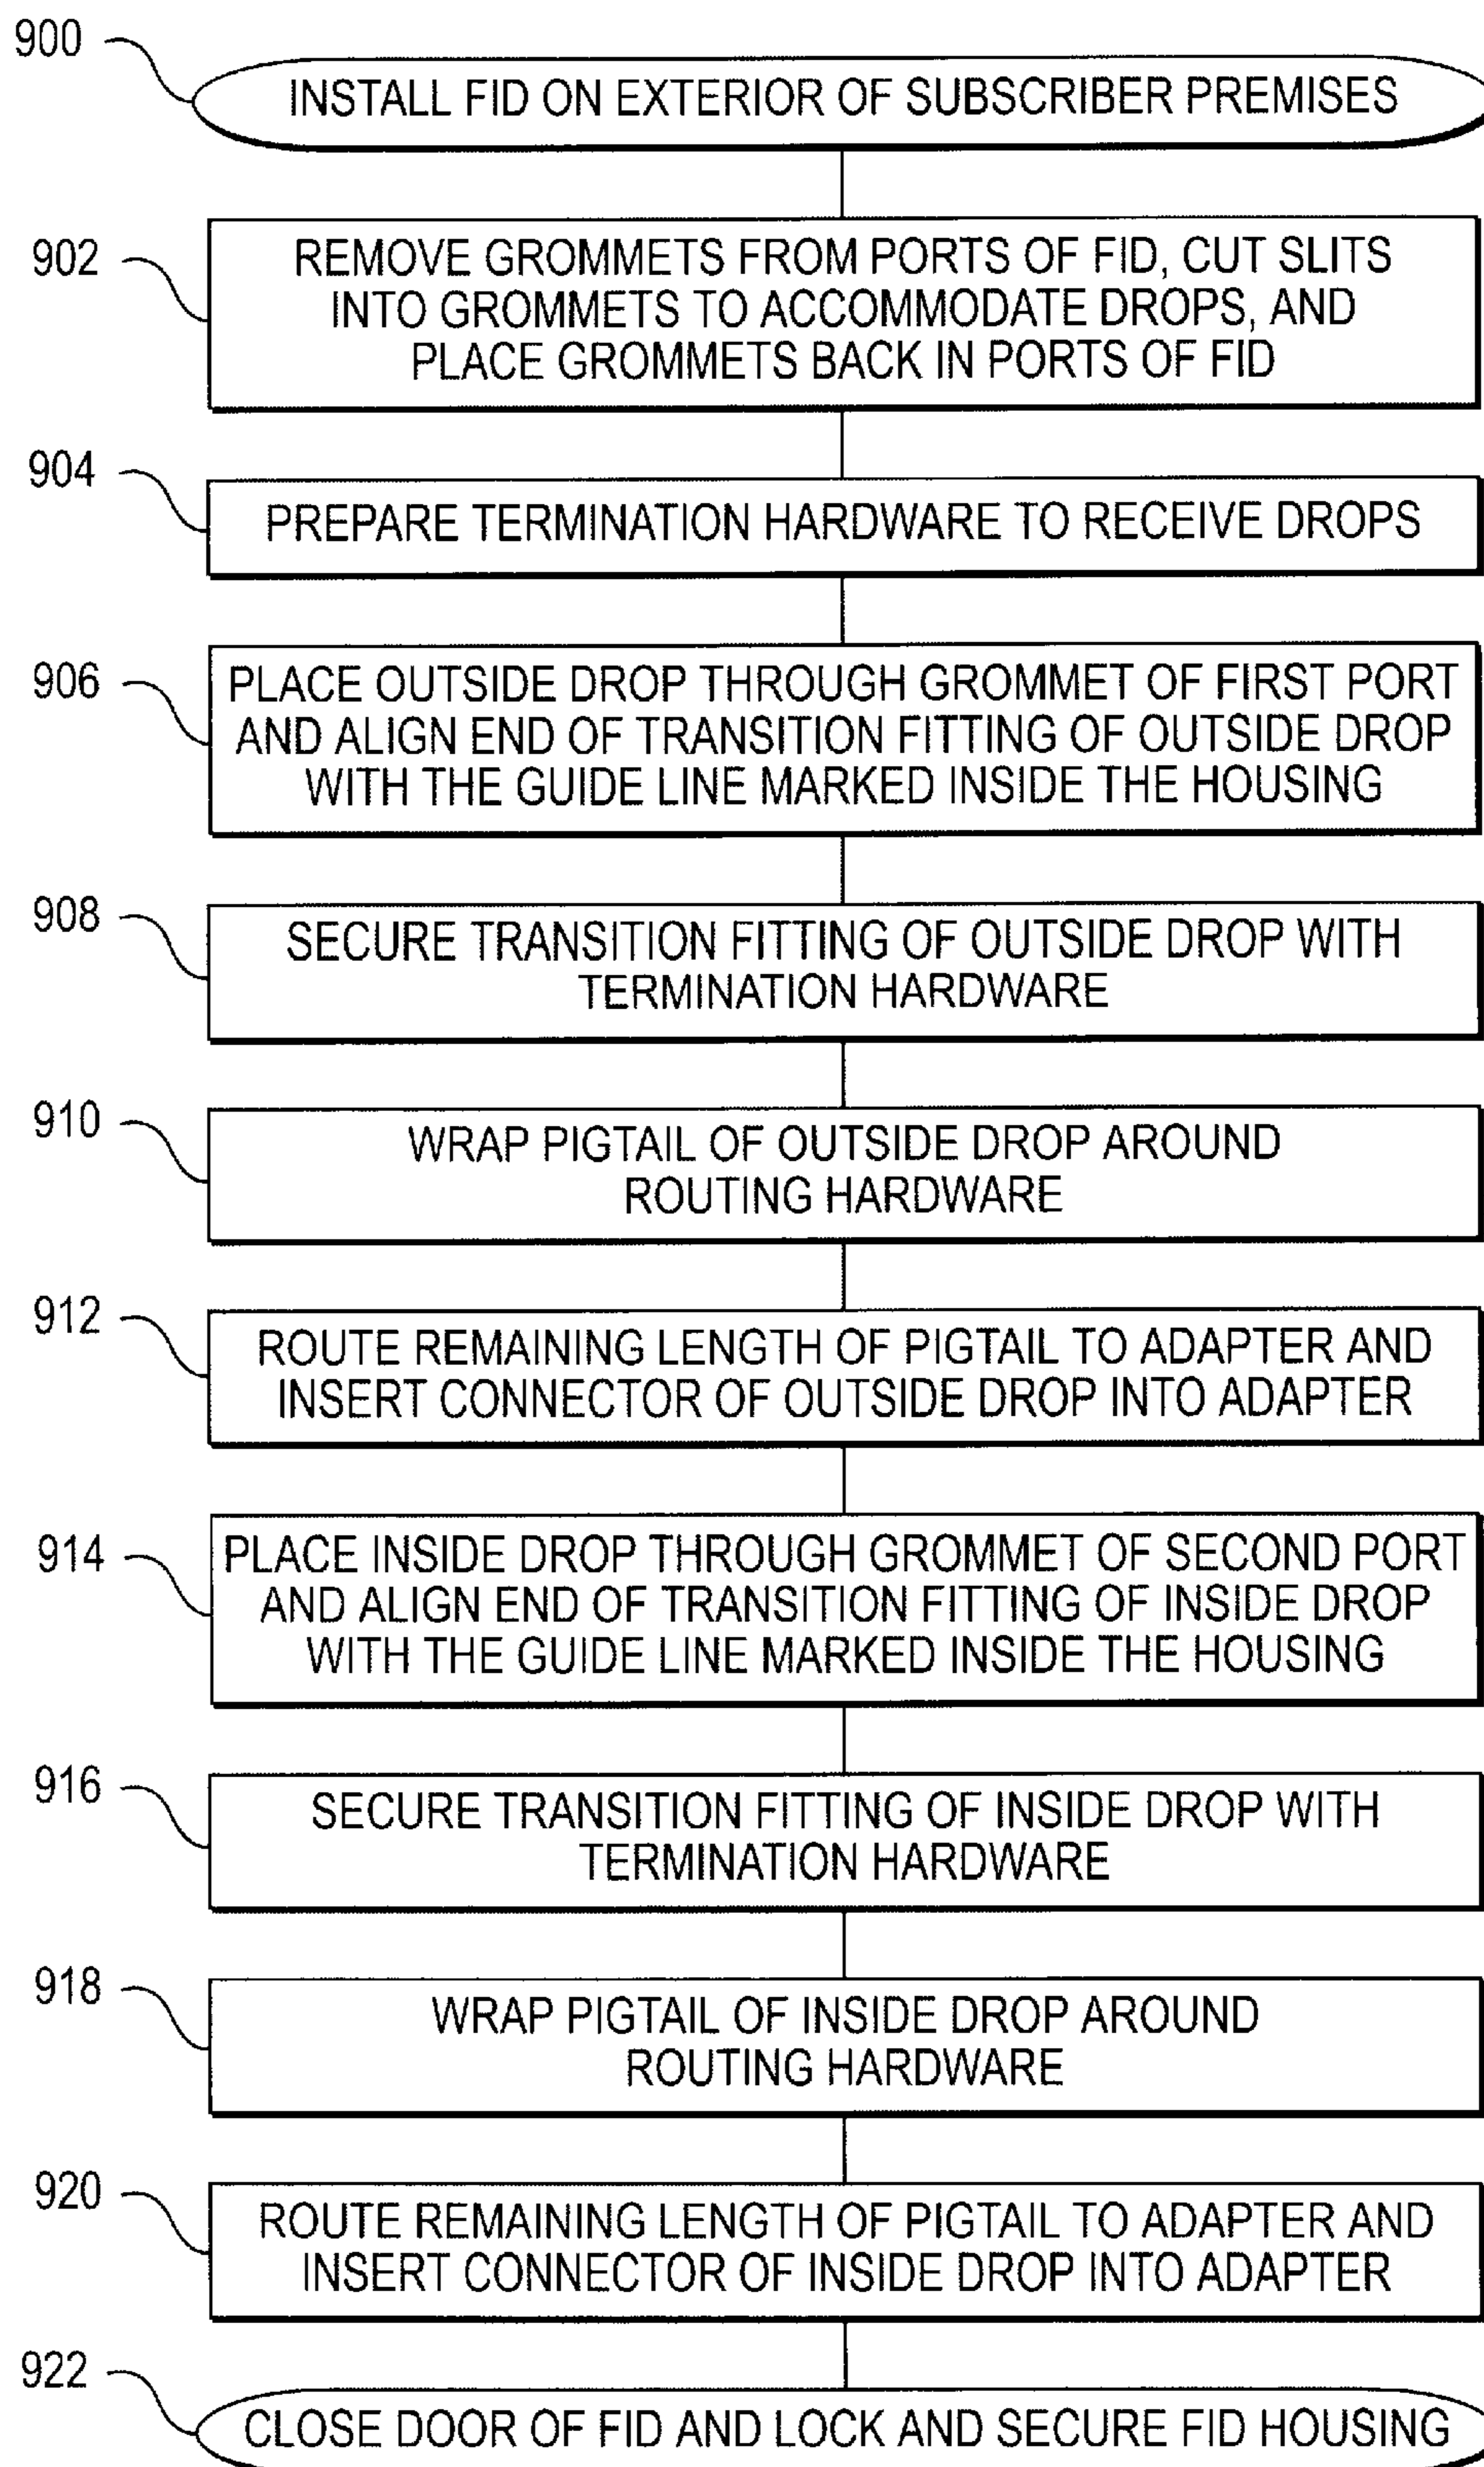 900
INSTALL FID ON EXTERIOR OF SUBSCRIBER PREMISES
902
REMOVE GROMMETS FROM PORTS OF FID, CUT SLITS
INTO GROMMETS TO ACCOMMODATE DROPS, AND
PLACE GROMMETS BACK IN PORTS OF FID
904
PREPARE TERMINATION HARDWARE TO RECEIVE DROPS
906
PLACE OUTSIDE DROP THROUGH GROMMET OF FIRST PORT
AND ALIGN END OF TRANSITION FITTING OF OUTSIDE DROP
WITH THE GUIDE LINE MARKED INSIDE THE HOUSING
908
SECURE TRANSITION FITTING OF OUTSIDE DROP WITH
TERMINATION HARDWARE
910
WRAP PIGTAIL OF OUTSIDE DROP AROUND
ROUTING HARDWARE
912
ROUTE REMAINING LENGTH OF PIGTAIL TO ADAPTER AND
INSERT CONNECTOR OF OUTSIDE DROP INTO ADAPTER
914
PLACE INSIDE DROP THROUGH GROMMET OF SECOND PORT
AND ALIGN END OF TRANSITION FITTING OF INSIDE DROP
WITH THE GUIDE LINE MARKED INSIDE THE HOUSING
916
SECURE TRANSITION FITTING OF INSIDE DROP WITH
TERMINATION HARDWARE
918
WRAP PIGTAIL OF INSIDE DROP AROUND
ROUTING HARDWARE
920
ROUTE REMAINING LENGTH OF PIGTAIL TO ADAPTER AND
INSERT CONNECTOR OF INSIDE DROP INTO ADAPTER
922
CLOSE DOOR OF FID AND LOCK AND SECURE FID HOUSING